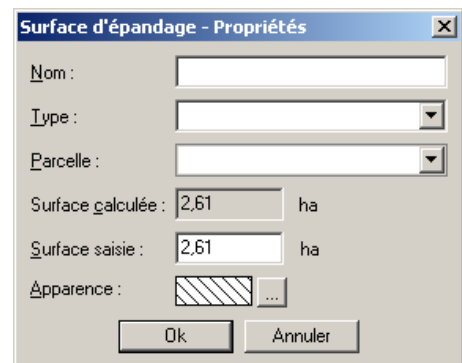 Surface d'épandage - Propriétés
Nom :
Type :
Parcelle :
Surface calculée : 2,61 ha
Surface saisie : 2,61 ha
Apparence : ...
Ok Annuler